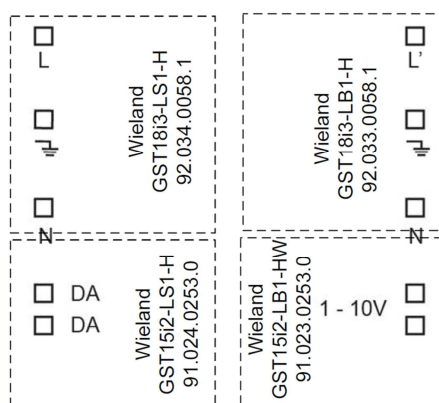 L
Wieland
GST18i3-LS1-H
92.034.0058.1
N
Wieland
GST18i3-LB1-H
92.033.0058.1
L'
N
DA
DA
Wieland
GST15i2-LS1-H
91.024.0253.0
Wieland
GST15i2-LB1-HW
91.023.0253.0
1 - 10V